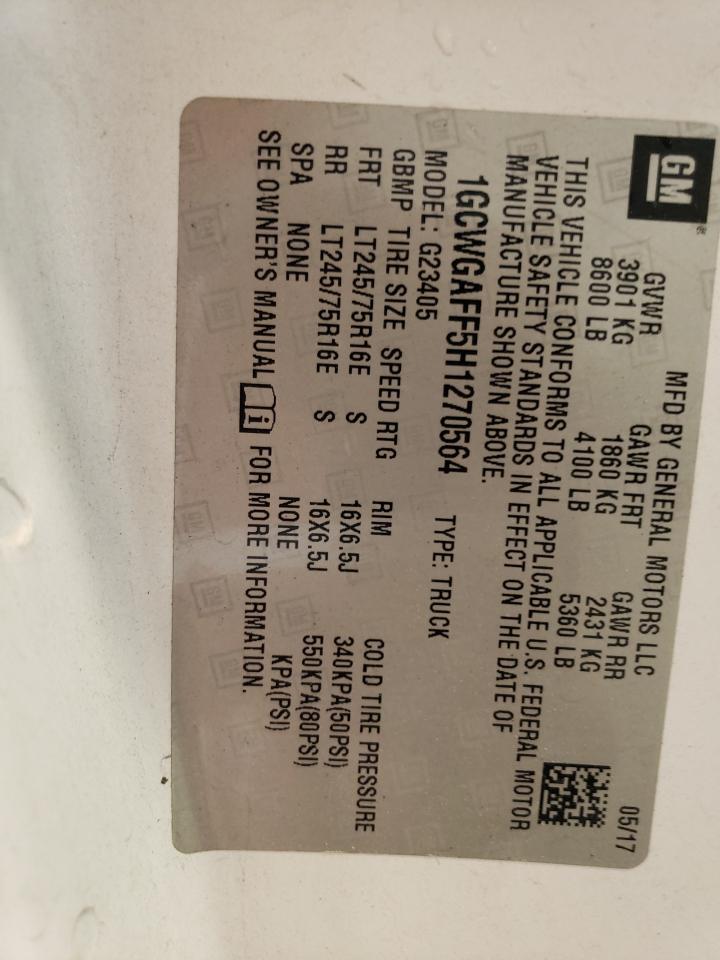 GM®
MFD BY GENERAL MOTORS LLC 05/17
GVWR GAWR FRT GAWR RR
3901 KG 1860 KG 2431 KG
8600 LB 4100 LB 5360 LB
THIS VEHICLE CONFORMS TO ALL APPLICABLE U.S. FEDERAL MOTOR
VEHICLE SAFETY STANDARDS IN EFFECT ON THE DATE OF
MANUFACTURE SHOWN ABOVE.
1GCWGAFF5H1270564 TYPE: TRUCK
MODEL: G23405
GBMP TIRE SIZE SPEED RTG RIM COLD TIRE PRESSURE
FRT LT245/75R16E S 16X6.5J 340KPA(50PSI)
RR LT245/75R16E S 16X6.5J 550KPA(80PSI)
SPA NONE NONE KPA(PSI)
SEE OWNER'S MANUAL FOR MORE INFORMATION.